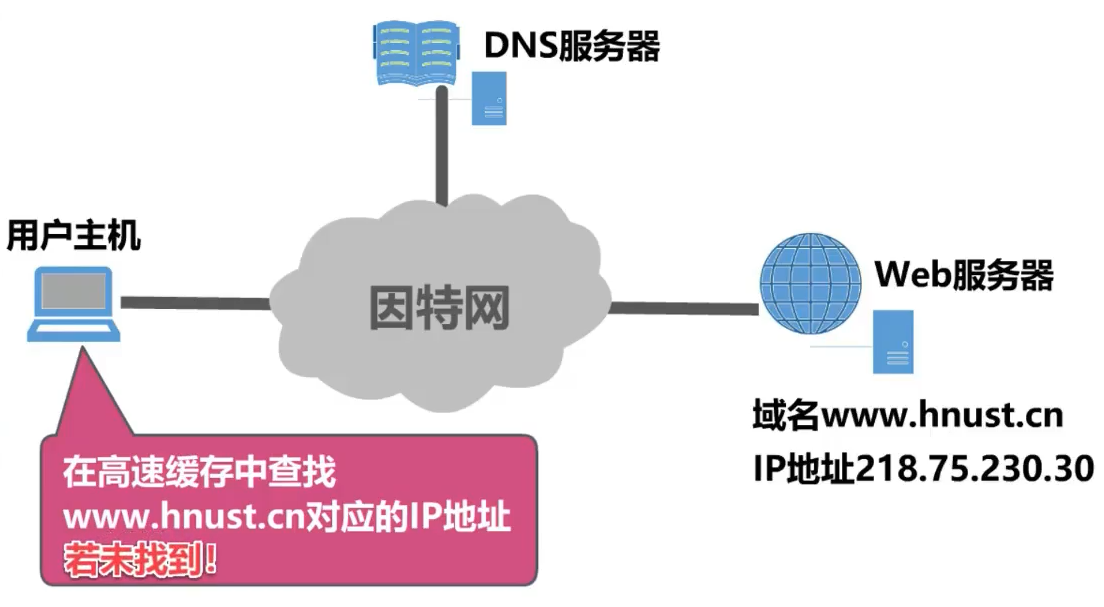 DNS服务器
用户主机
因特网
Web服务器
域名www.hnust.cn
IP地址218.75.230.30
在高速缓存中查找
www.hnust.cn对应的IP地址
若未找到!